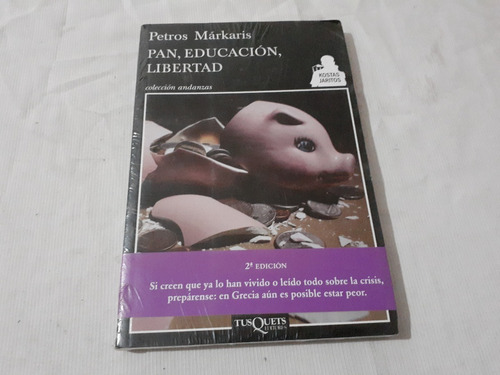 Petros Márkaris
PAN, EDUCACIÓN,
LIBERTAD
KOSTAS
JARITOS
colección andanzas
2ª EDICIÓN
Si creen que ya lo han vivido o leído todo sobre la crisis,
prepárense: en Grecia aún es posible estar peor.
TUSQUETS